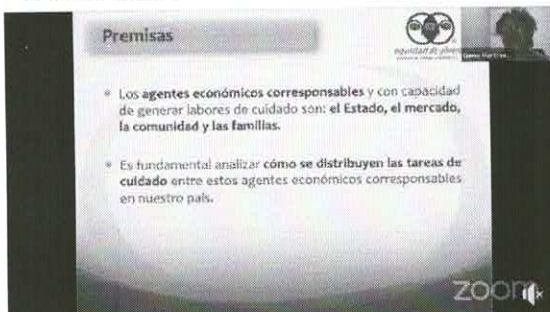 Premisas
Los agentes económicos corresponsables y con capacidad
de generar labores de cuidado son: el Estado, el mercado,
la comunidad y las familias.
Es fundamental analizar cómo se distribuyen las tareas de
cuidado entre estos agentes económicos corresponsables
en nuestro país.
zoom